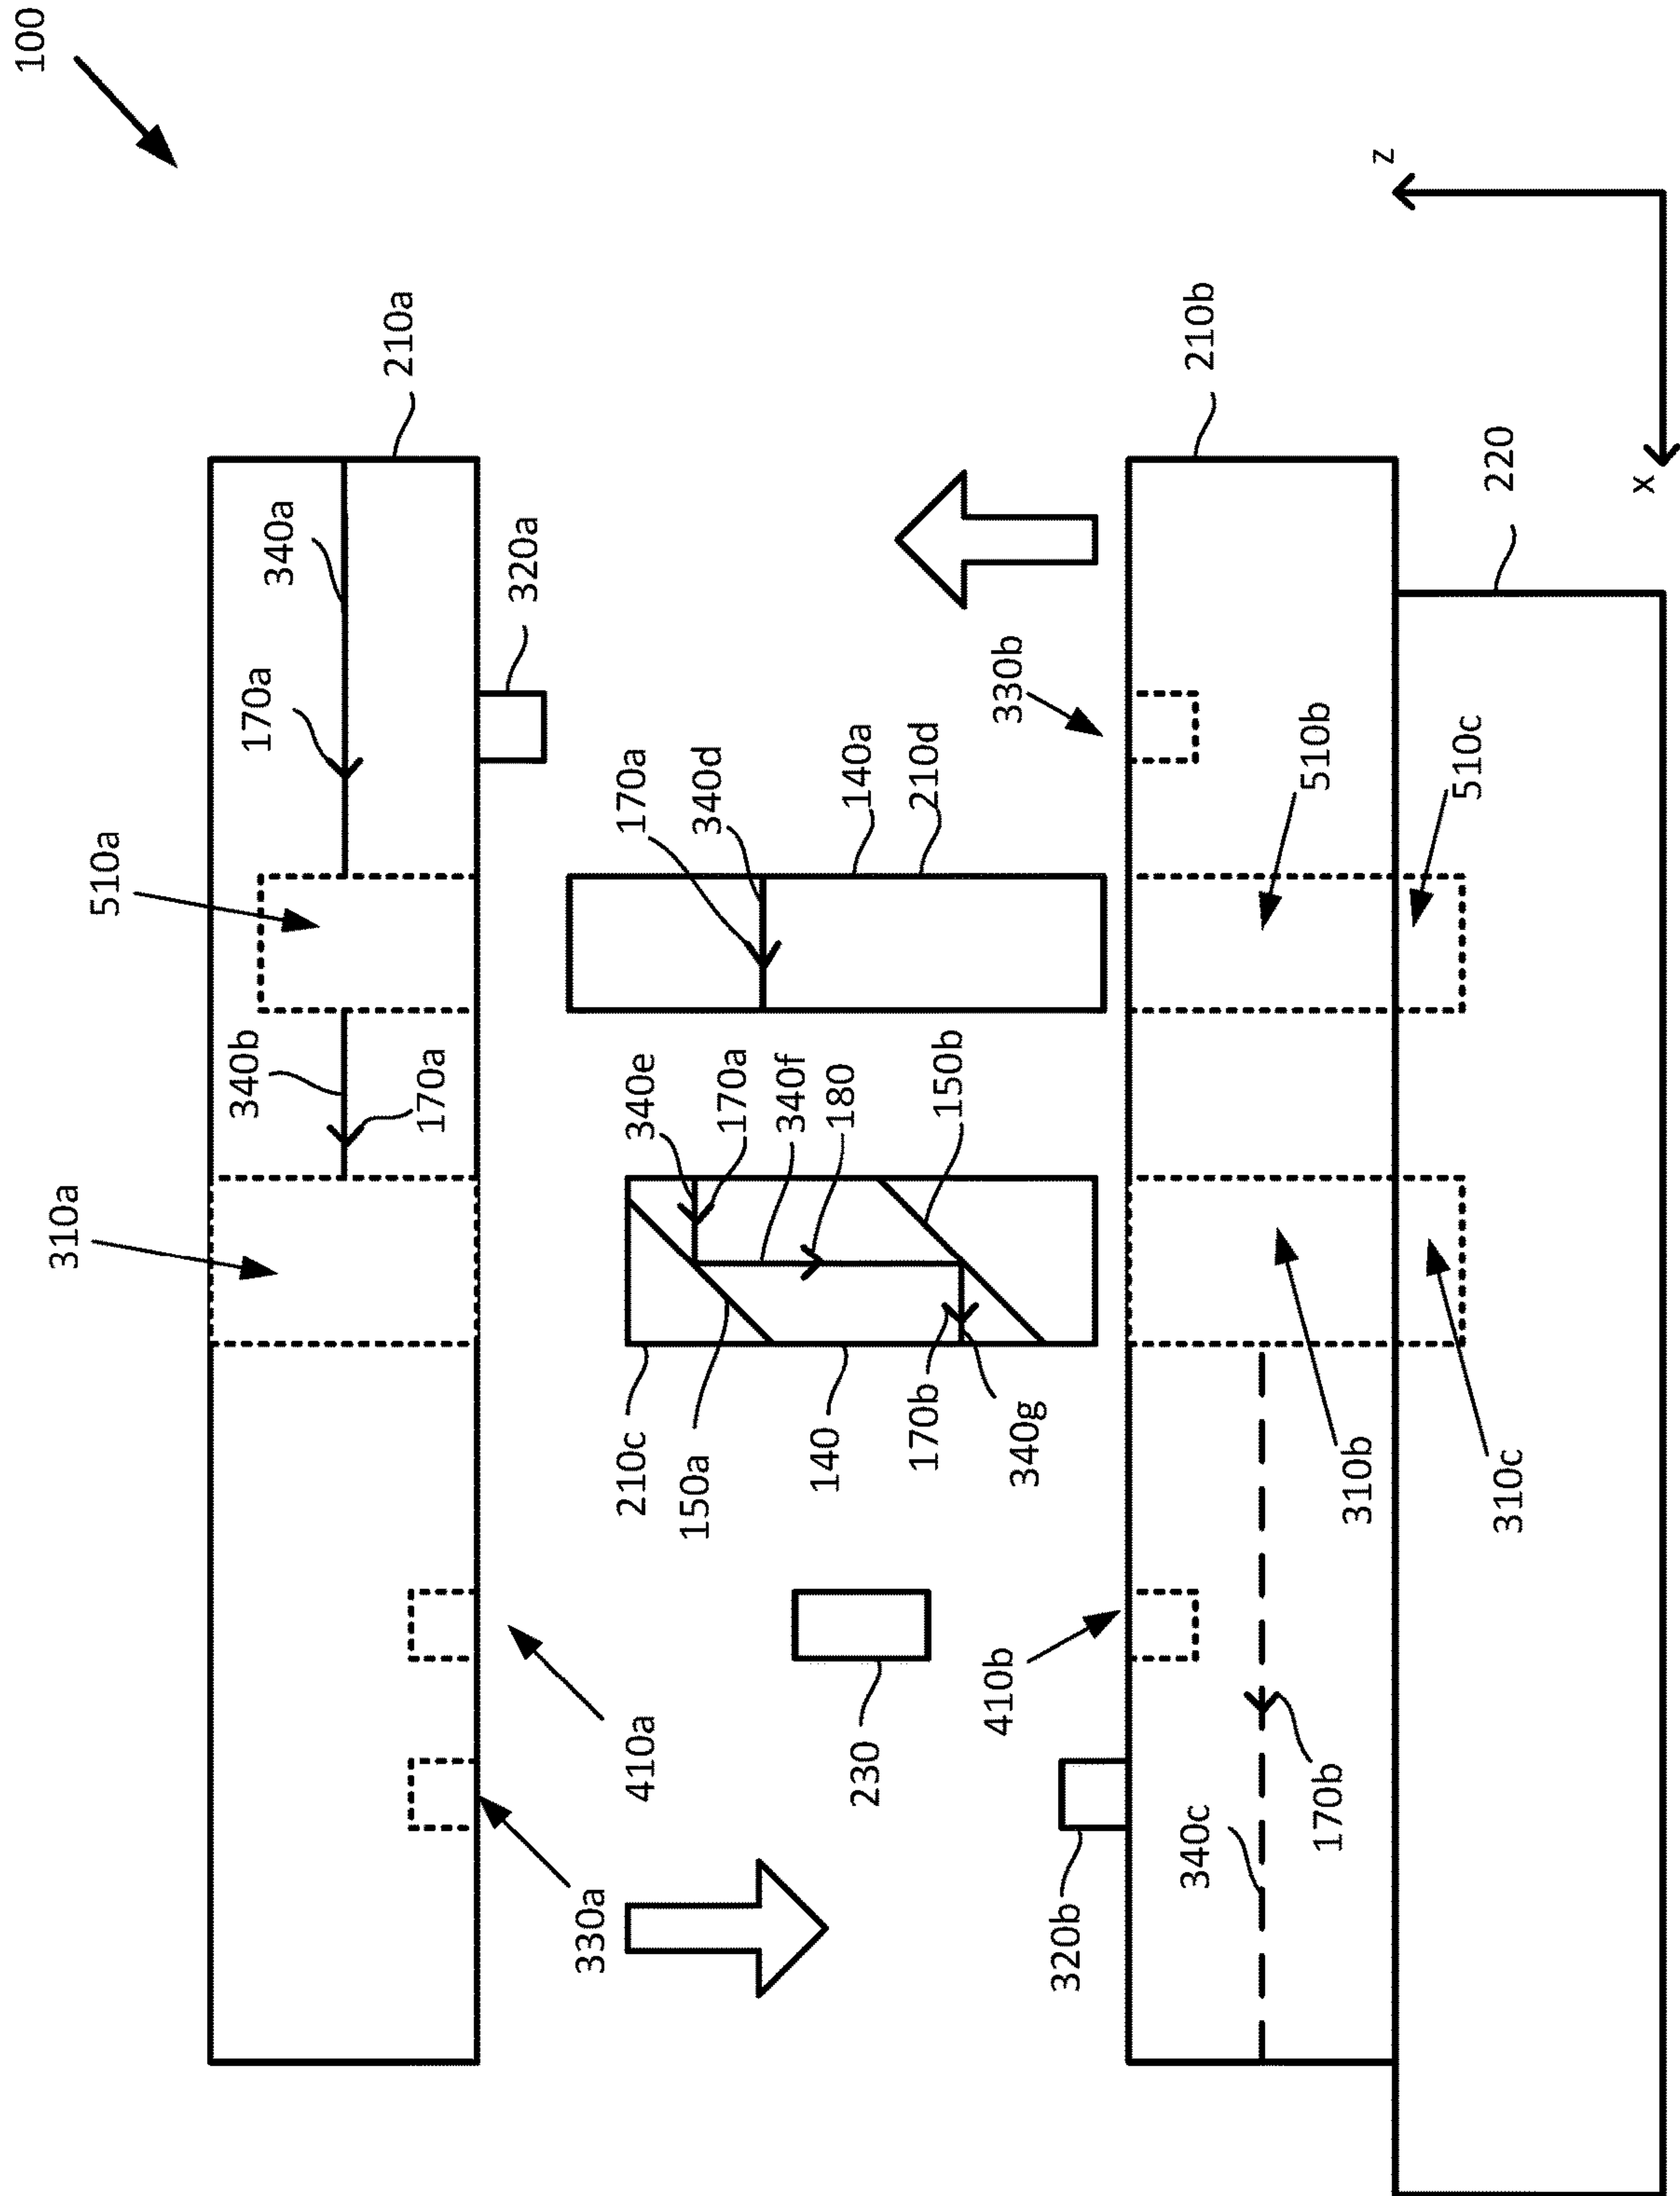 100
210a
340a
170a
320a
510a
340b
170a
310a
410a
330a
170a
340d
140a
210d
340e
170a
340f
180
150b
210c
150a
140
170b
340g
230
330b
210b
510b
510c
310b
310c
410b
320b
340c
170b
220
z
x